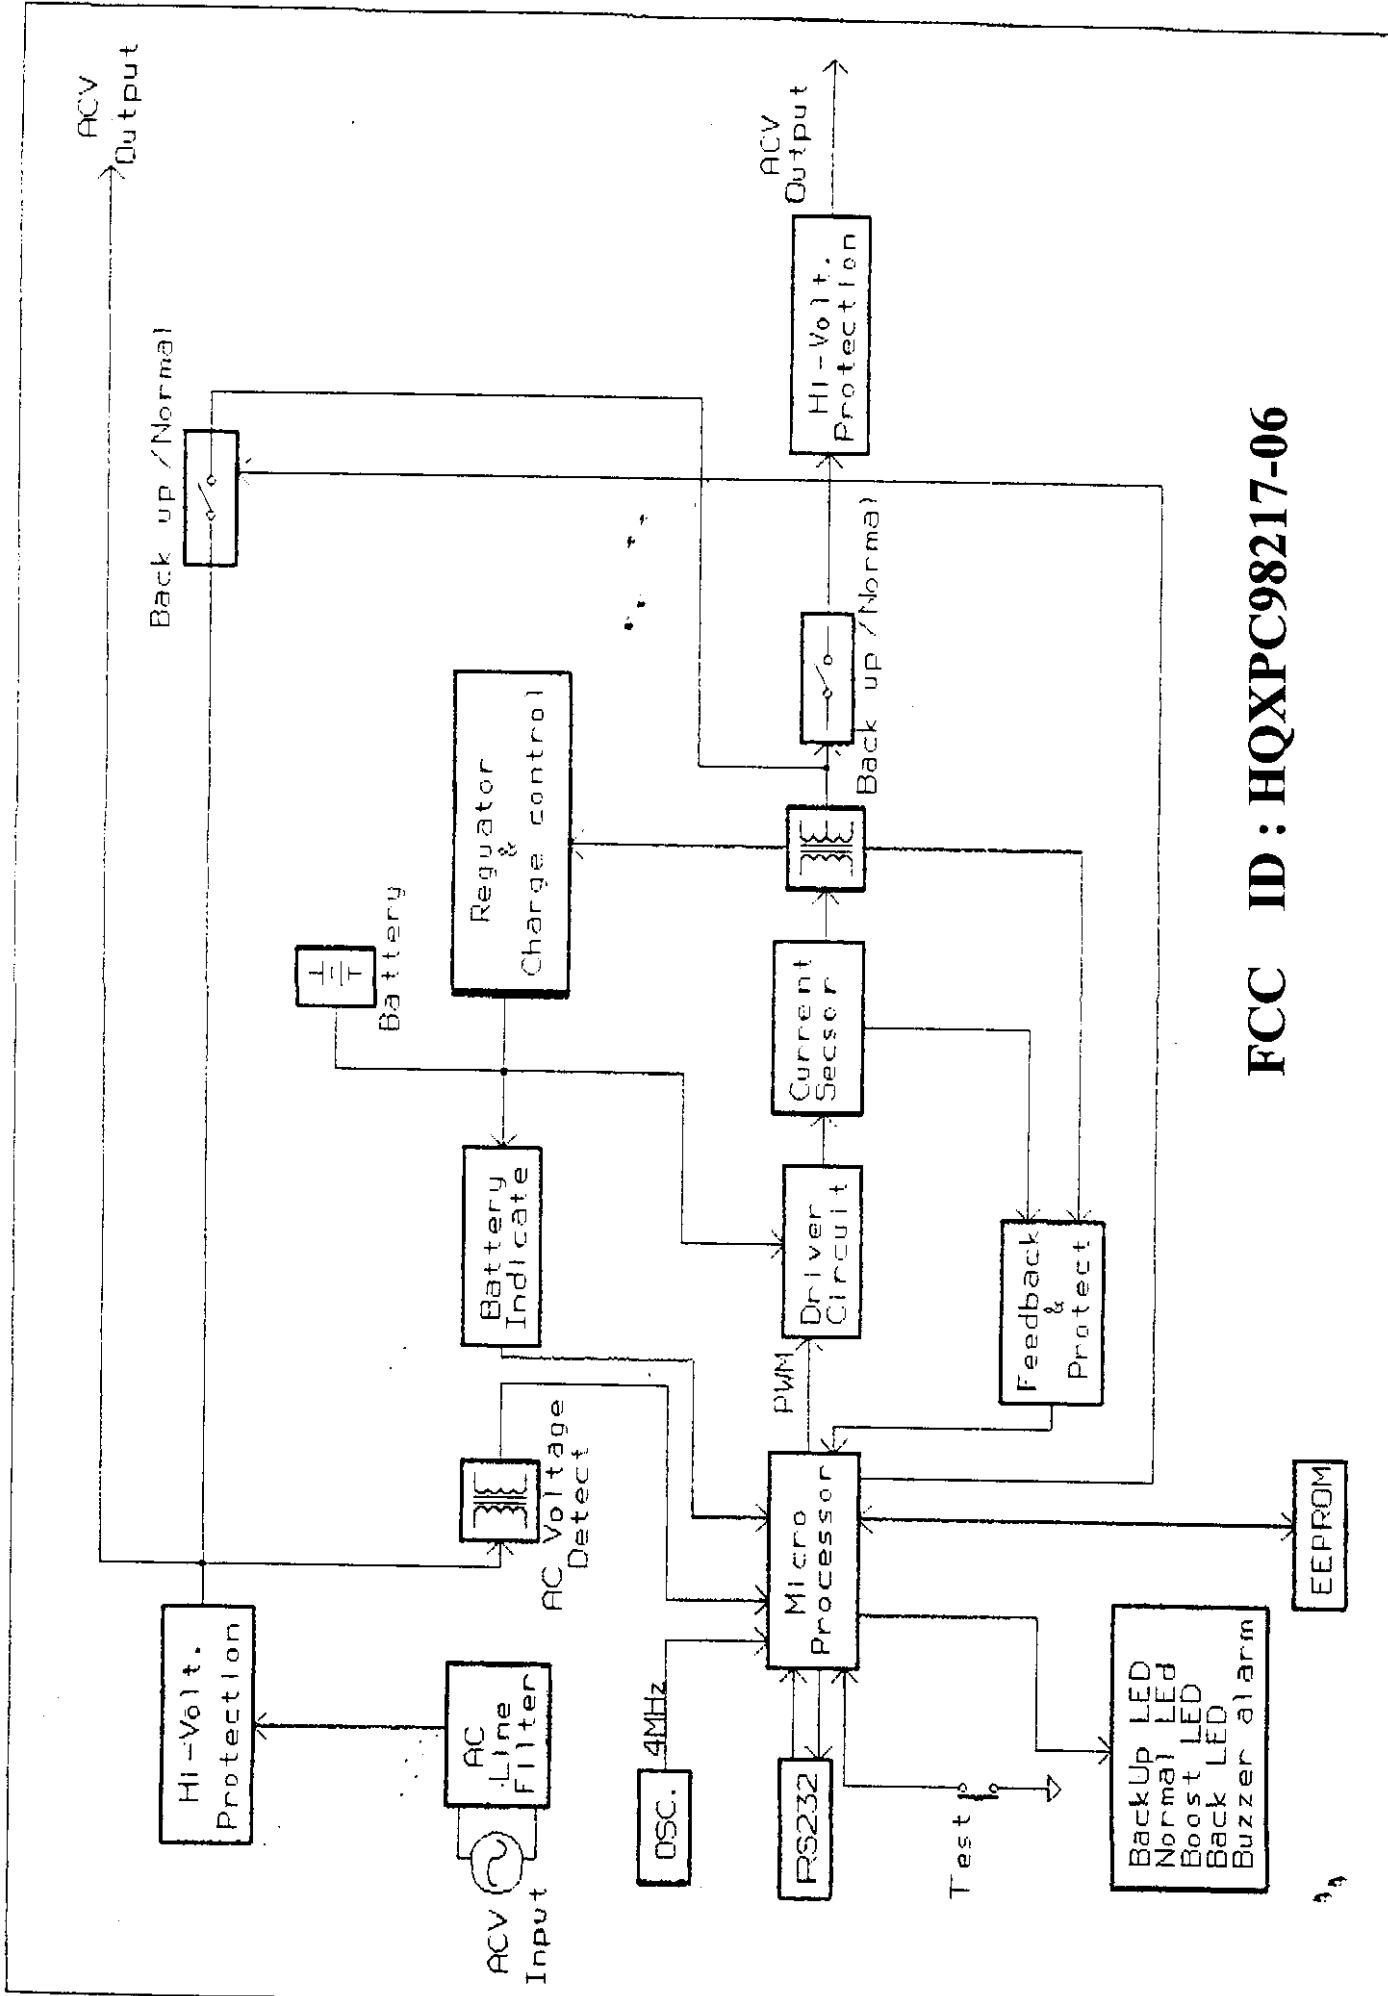 ACV
Output
Hi-Volt.
Protection
Back up /Normal
ACV
Input
AC
Line
Filter
AC Voltage
Detect
Battery
Battery
Indicate
Reguator
&
Charge control
OSC.
4MHz
RS232
Micro
Processor
PWM
Driver
Circuit
Current
Secsor
Back up /Normal
Hi-Volt.
Protection
ACV
Output
Test
Feedback
&
Protect
BackUp LED
Normal LEd
Boost LED
Back LED
Buzzer alarm
EEPROM
FCC ID : HQXPC98217-06